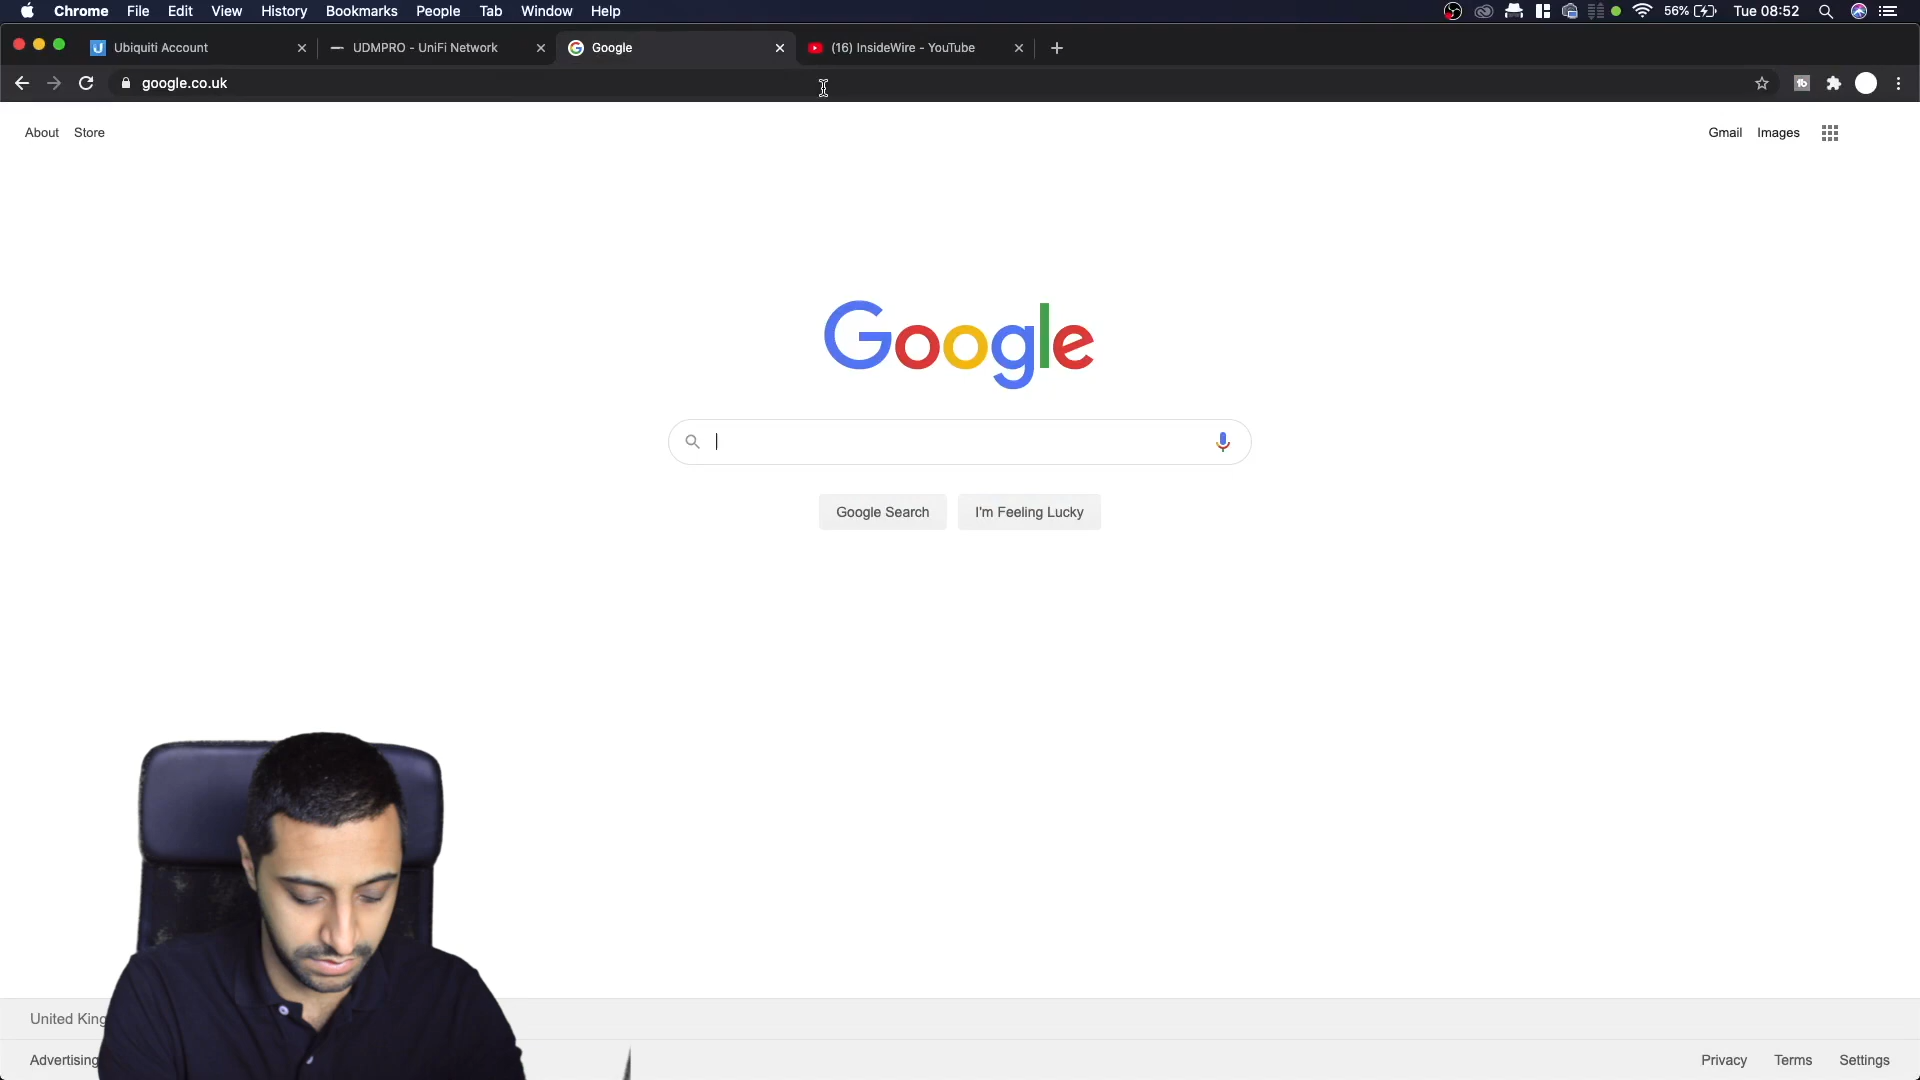 Chrome File Edit View History Bookmarks People Tab Window Help 56% Tue 08:52
Ubiquiti Account UDMPRO - UniFi Network Google (16) InsideWire - YouTube
google.co.uk
About Store Gmail Images
Google
Google Search I'm Feeling Lucky
United King
Advertising Privacy Terms Settings